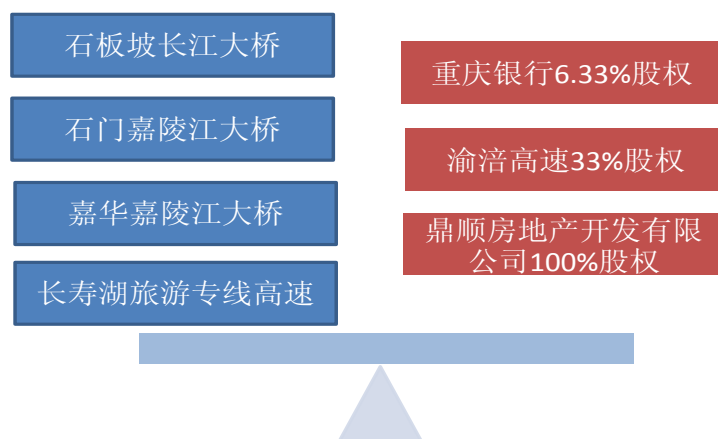 石板坡长江大桥
石门嘉陵江大桥
嘉华嘉陵江大桥
长寿湖旅游专线高速
重庆银行6.33%股权
渝涪高速33%股权
鼎顺房地产开发有限
公司100%股权